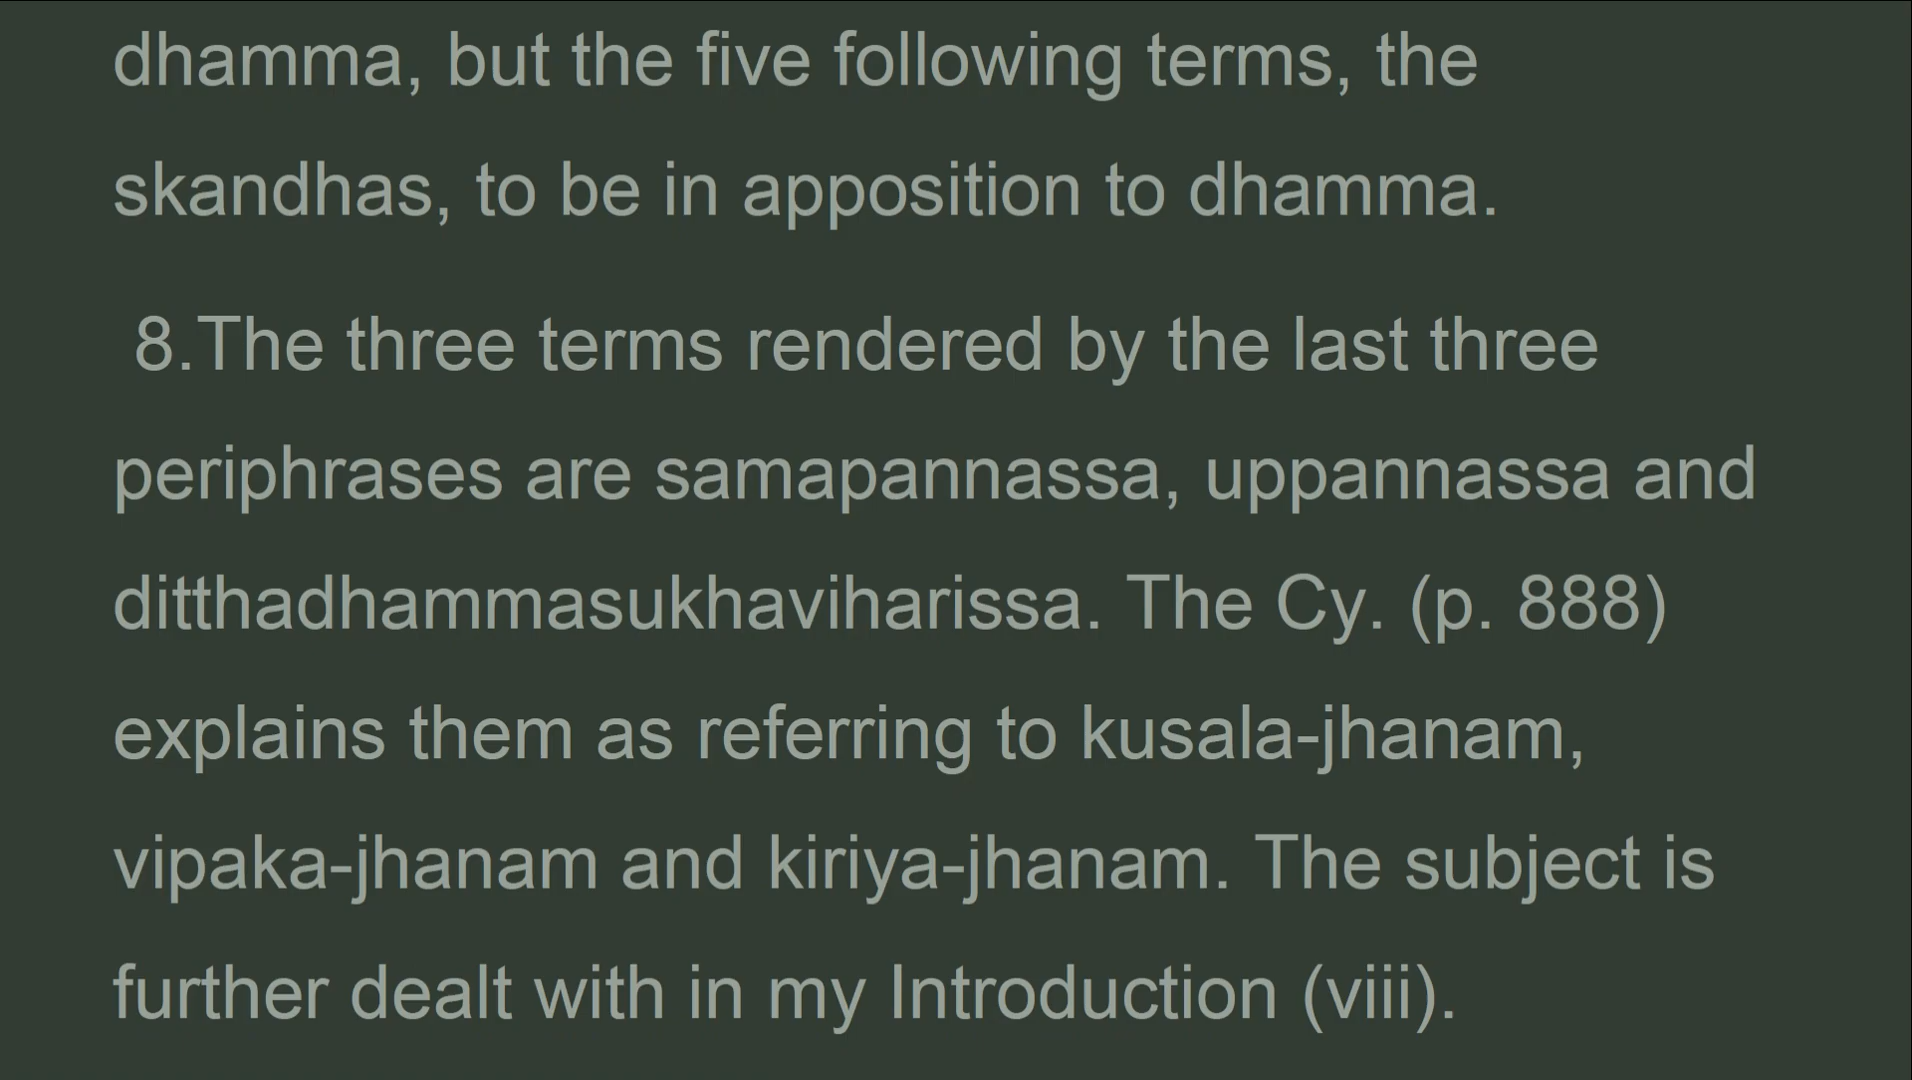 dhamma, but the five following terms, the
skandhas, to be in apposition to dhamma.
8.The three terms rendered by the last three
periphrases are samapannassa, uppannassa and
ditthadhammasukhaviharissa. The Cy. (p. 888)
explains them as referring to kusala-jhanam,
vipaka-jhanam and kiriya-jhanam. The subject is
further dealt with in my Introduction (viii).